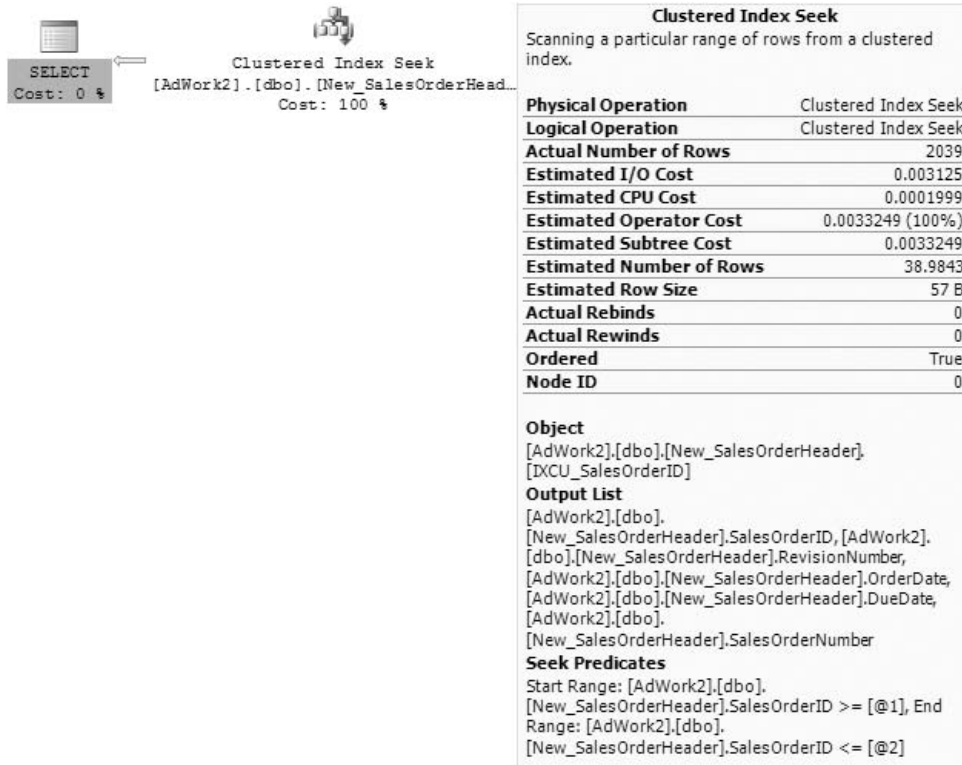 SELECT
Cost: 0 %
Clustered Index Seek
[AdWork2].[dbo].[New_SalesOrderHead...
Cost: 100 %
Clustered Index Seek
Scanning a particular range of rows from a clustered
index.
Physical Operation Clustered Index Seek
Logical Operation Clustered Index Seek
Actual Number of Rows 2039
Estimated I/O Cost 0.003125
Estimated CPU Cost 0.0001999
Estimated Operator Cost 0.0033249 (100%)
Estimated Subtree Cost 0.0033249
Estimated Number of Rows 38.9843
Estimated Row Size 57 B
Actual Rebinds 0
Actual Rewinds 0
Ordered True
Node ID 0
Object
[AdWork2].[dbo].[New_SalesOrderHeader].
[IXCU_SalesOrderID]
Output List
[AdWork2].[dbo].
[New_SalesOrderHeader].SalesOrderID, [AdWork2].
[dbo].[New_SalesOrderHeader].RevisionNumber,
[AdWork2].[dbo].[New_SalesOrderHeader].OrderDate,
[AdWork2].[dbo].[New_SalesOrderHeader].DueDate,
[AdWork2].[dbo].
[New_SalesOrderHeader].SalesOrderNumber
Seek Predicates
Start Range: [AdWork2].[dbo].
[New_SalesOrderHeader].SalesOrderID >= [@1], End
Range: [AdWork2].[dbo].
[New_SalesOrderHeader].SalesOrderID <= [@2]